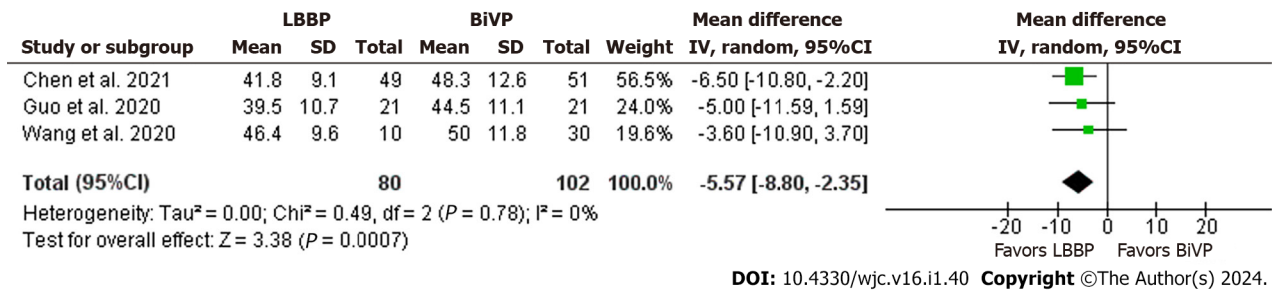 LBBP BiVP Mean difference Mean difference
Study or subgroup Mean SD Total Mean SD Total Weight IV, random, 95%CI IV, random, 95%CI
Chen et al. 2021 41.8 9.1 49 48.3 12.6 51 56.5% -6.50 [-10.80, -2.20]
Guo et al. 2020 39.5 10.7 21 44.5 11.1 21 24.0% -5.00 [-11.59, 1.59]
Wang et al. 2020 46.4 9.6 10 50 11.8 30 19.6% -3.60 [-10.90, 3.70]
Total (95%CI) 80 102 100.0% -5.57 [-8.80, -2.35]
Heterogeneity: Tau² = 0.00; Chi² = 0.49, df = 2 (P = 0.78); I² = 0%
Test for overall effect: Z = 3.38 (P = 0.0007)
-20 -10 0 10 20
Favors LBBP Favors BiVP
DOI: 10.4330/wjc.v16.i1.40 Copyright ©The Author(s) 2024.